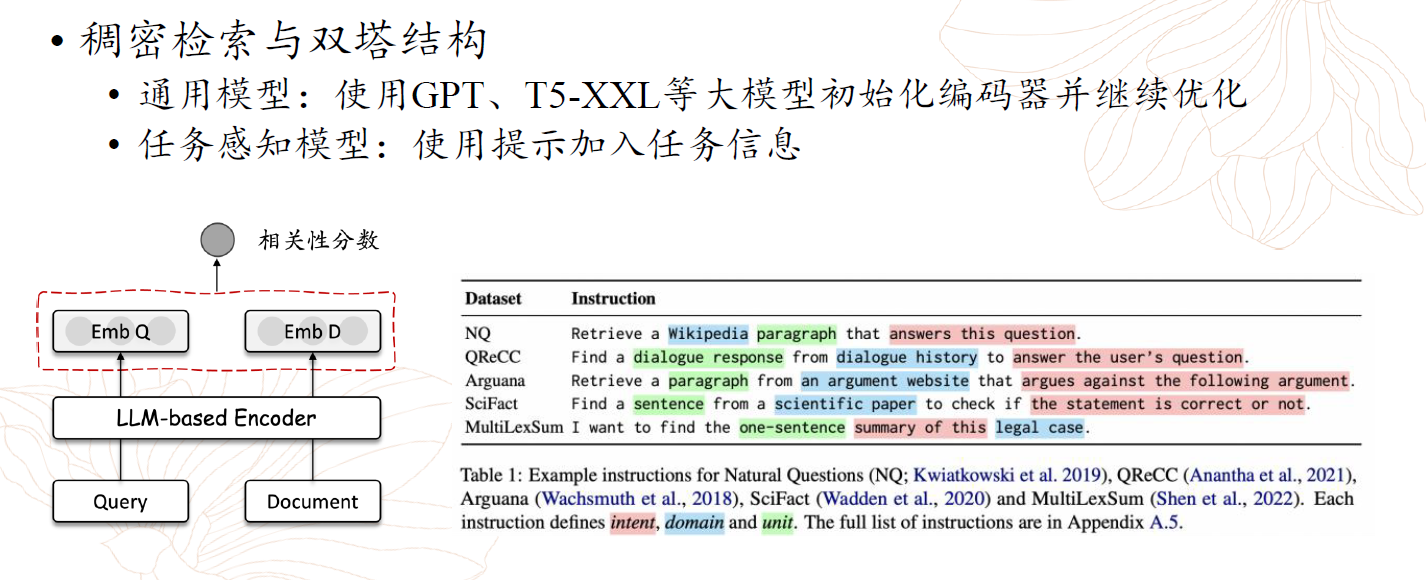 • 稠密检索与双塔结构
• 通用模型：使用GPT、T5-XXL等大模型初始化编码器并继续优化
• 任务感知模型：使用提示加入任务信息
相关性分数
Emb Q
Emb D
LLM-based Encoder
Query
Document
Dataset Instruction
NQ Retrieve a Wikipedia paragraph that answers this question.
QReCC Find a dialogue response from dialogue history to answer the user's question.
Arguana Retrieve a paragraph from an argument website that argues against the following argument.
SciFact Find a sentence from a scientific paper to check if the statement is correct or not.
MultiLexSum I want to find the one-sentence summary of this legal case.
Table 1: Example instructions for Natural Questions (NQ; Kwiatkowski et al. 2019), QReCC (Anantha et al., 2021),
Arguana (Wachsmuth et al., 2018), SciFact (Wadden et al., 2020) and MultiLexSum (Shen et al., 2022). Each
instruction defines intent, domain and unit. The full list of instructions are in Appendix A.5.